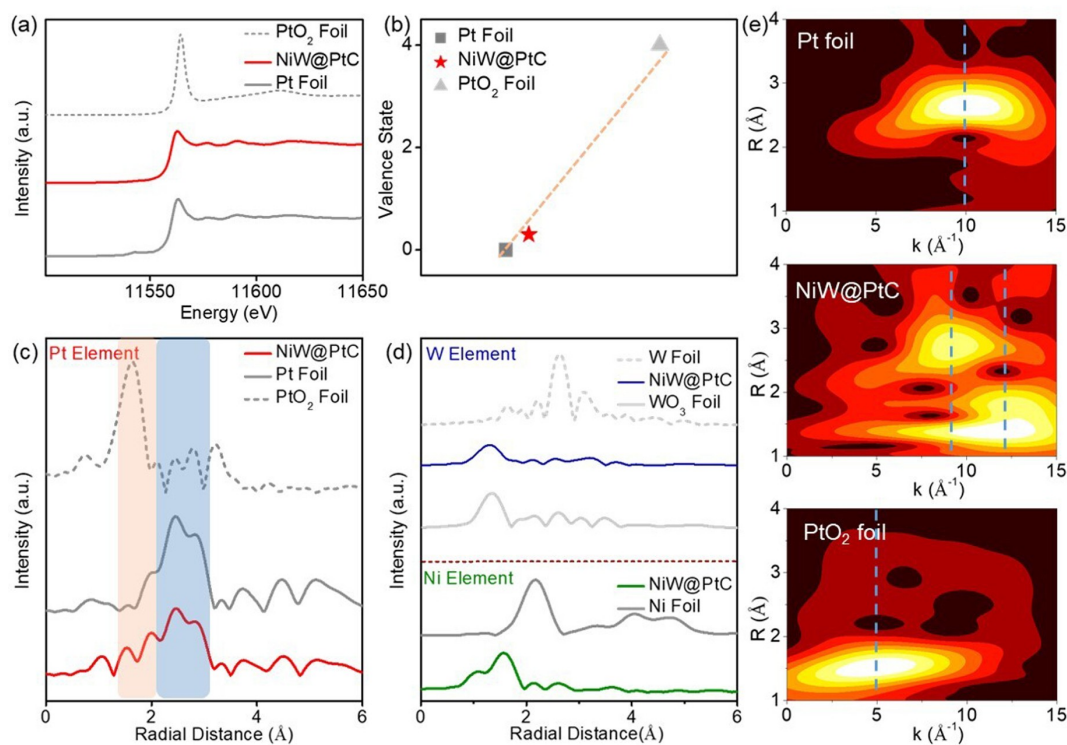 (a)
PtO₂ Foil
NiW@PtC
Pt Foil
Intensity (a.u.)
11550
11600
11650
Energy (eV)
(b)
Pt Foil
NiW@PtC
PtO₂ Foil
Valence State
4
2
0
(c)
Pt Element
NiW@PtC
Pt Foil
PtO₂ Foil
Intensity (a.u.)
0
2
4
6
Radial Distance (Å)
(d)
W Element
W Foil
NiW@PtC
WO₃ Foil
Ni Element
NiW@PtC
Ni Foil
Intensity (a.u.)
0
2
4
6
Radial Distance(Å)
(e)
Pt foil
R (Å)
4
3
2
1
0
5
10
15
k (Å⁻¹)
NiW@PtC
R (Å)
4
3
2
1
0
5
10
15
k (Å⁻¹)
PtO₂ foil
R (Å)
4
3
2
1
0
5
10
15
k (Å⁻¹)